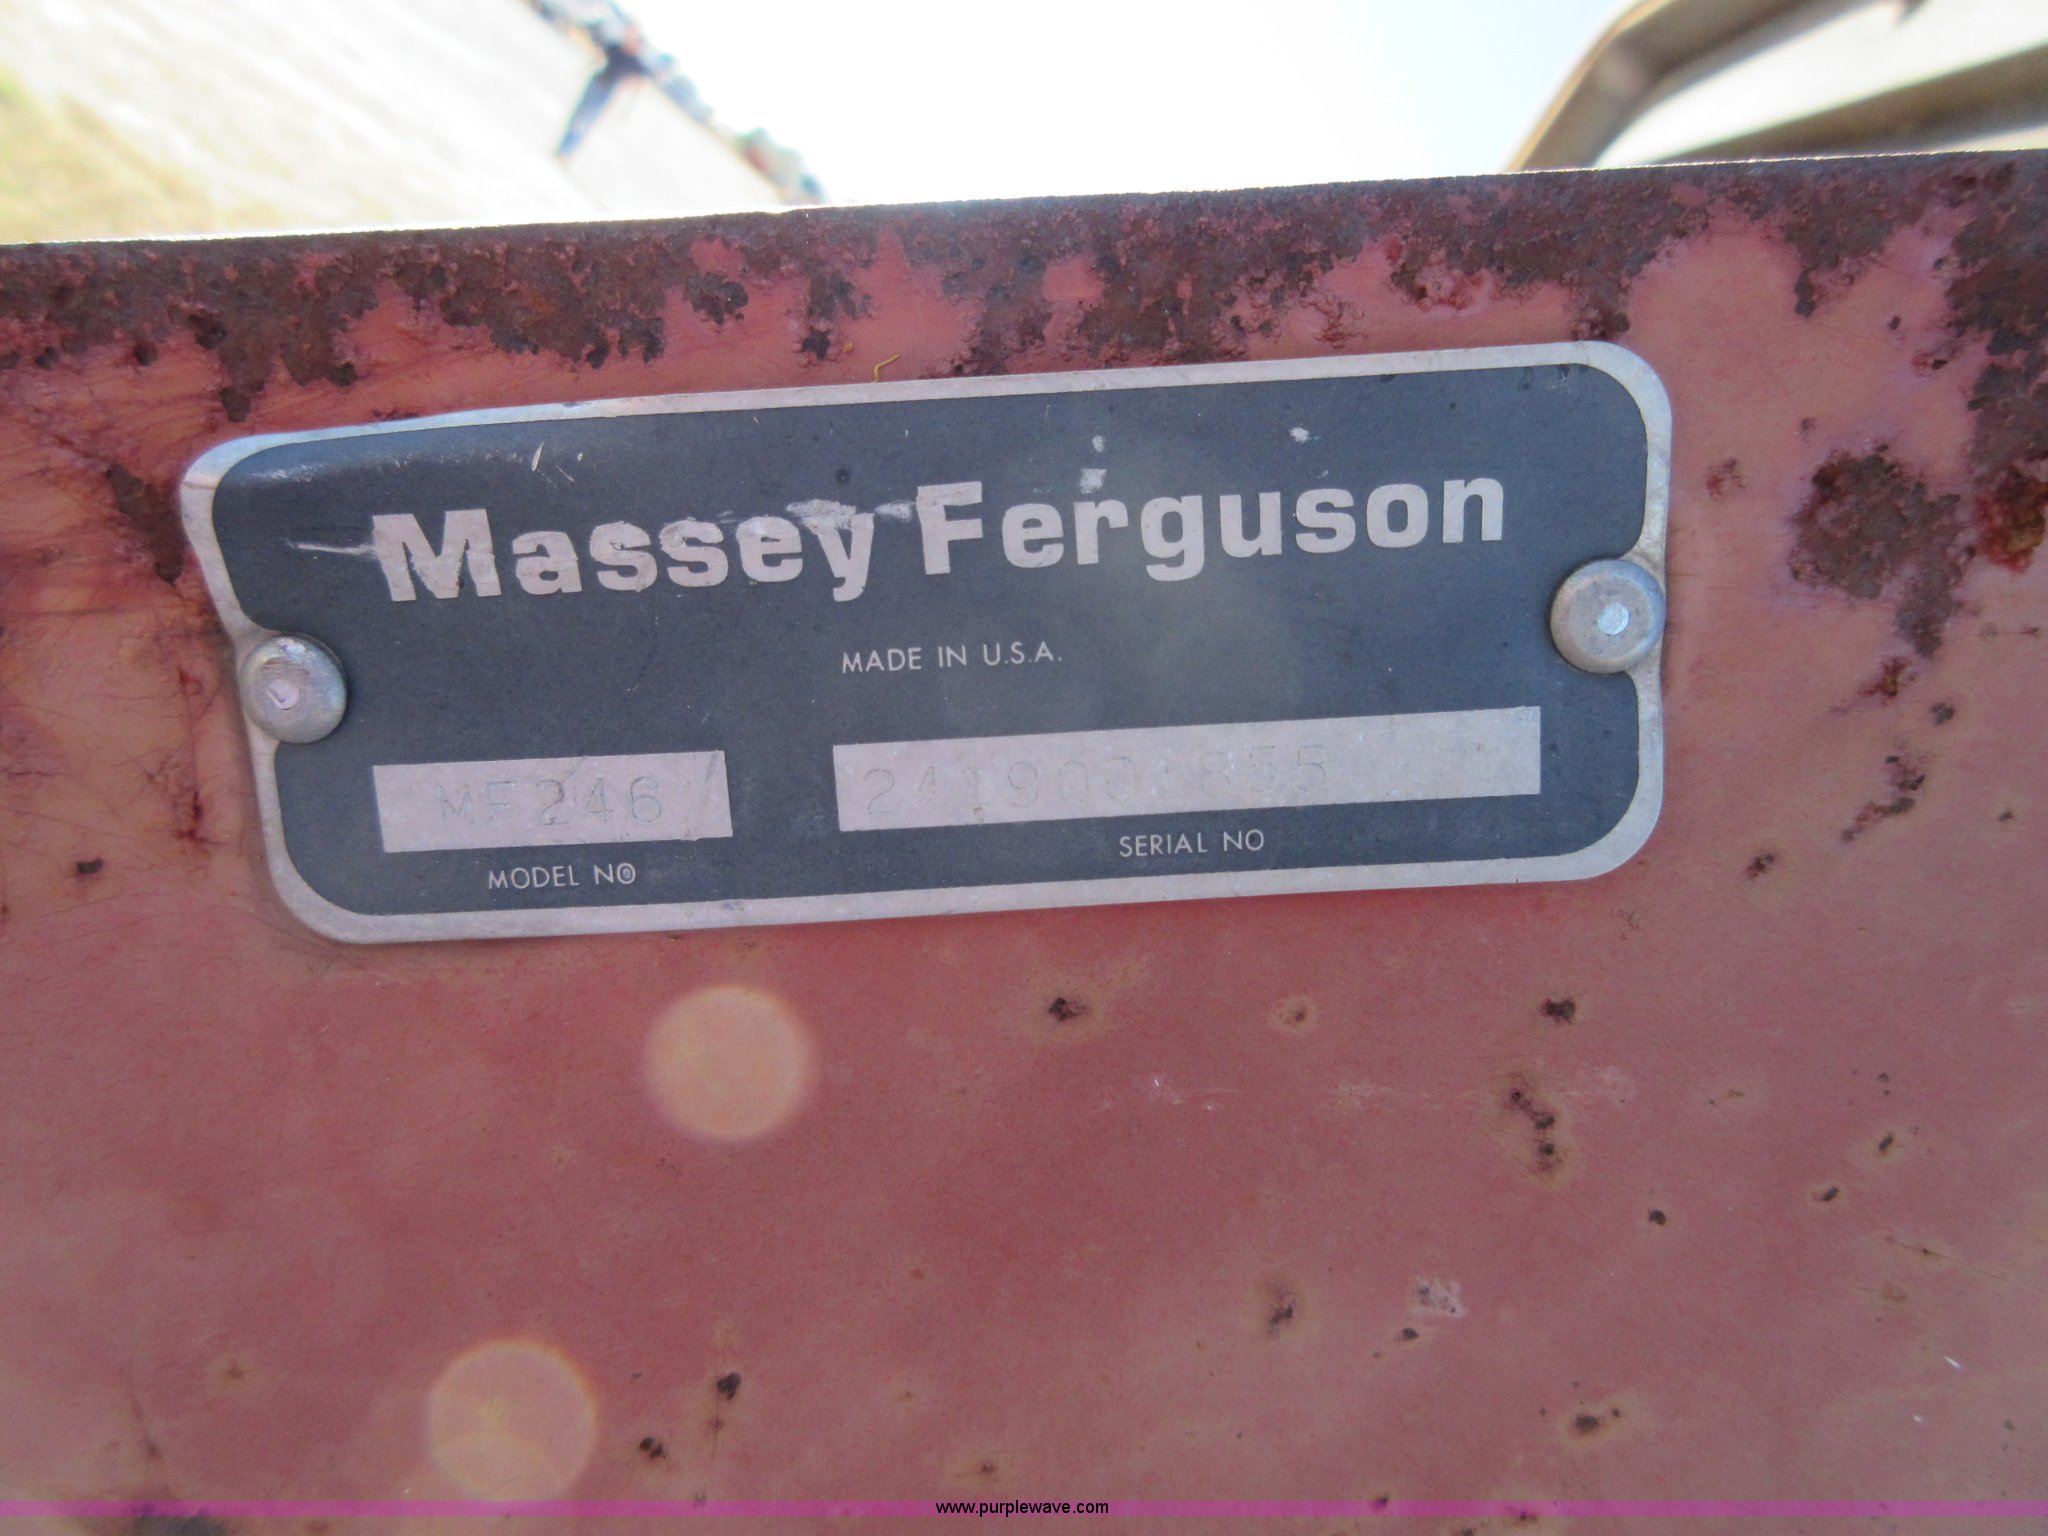 Massey Ferguson
MADE IN U.S.A.
MF246
MODEL NO
SERIAL NO
www.purplewave.com